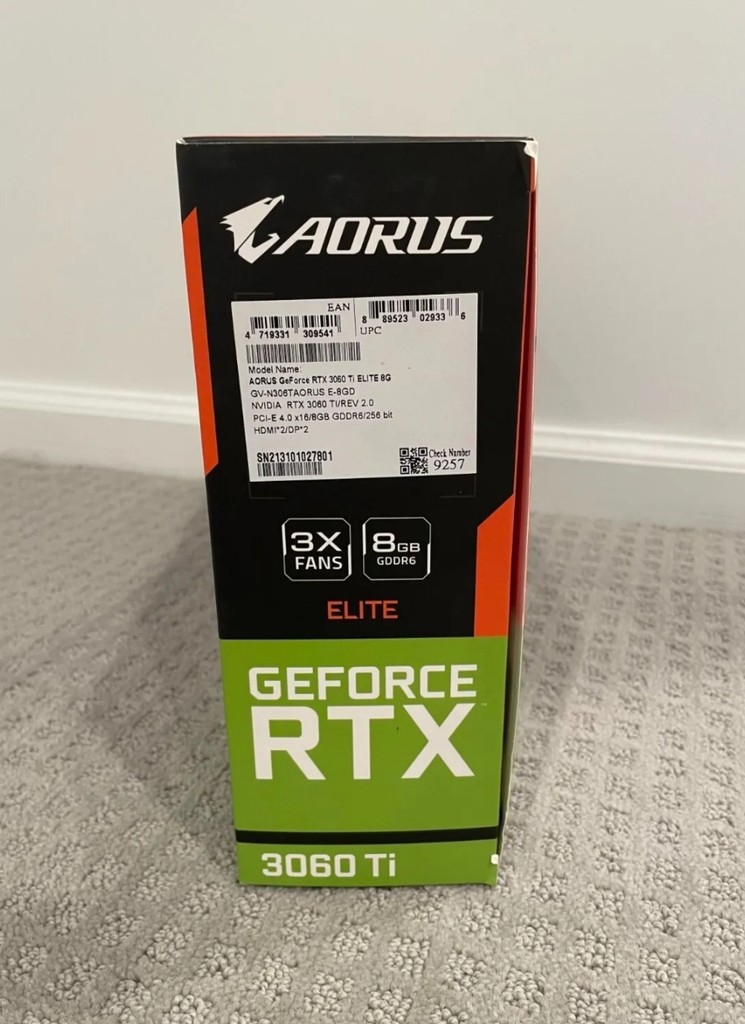 AORUS
EAN
4 719331 309541
8 89523 02933 6
UPC
Model Name:
AORUS GeForce RTX 3060 Ti ELITE 8G
GV-N306TAORUS E-8GD
NVIDIA RTX 3060 TI/REV 2.0
PCI-E 4.0 x16/8GB GDDR6/256 bit
HDMI*2/DP*2
SN213101027801
Check Number
9257
3X
FANS
8GB
GDDR6
ELITE
GEFORCE
RTX
3060 Ti